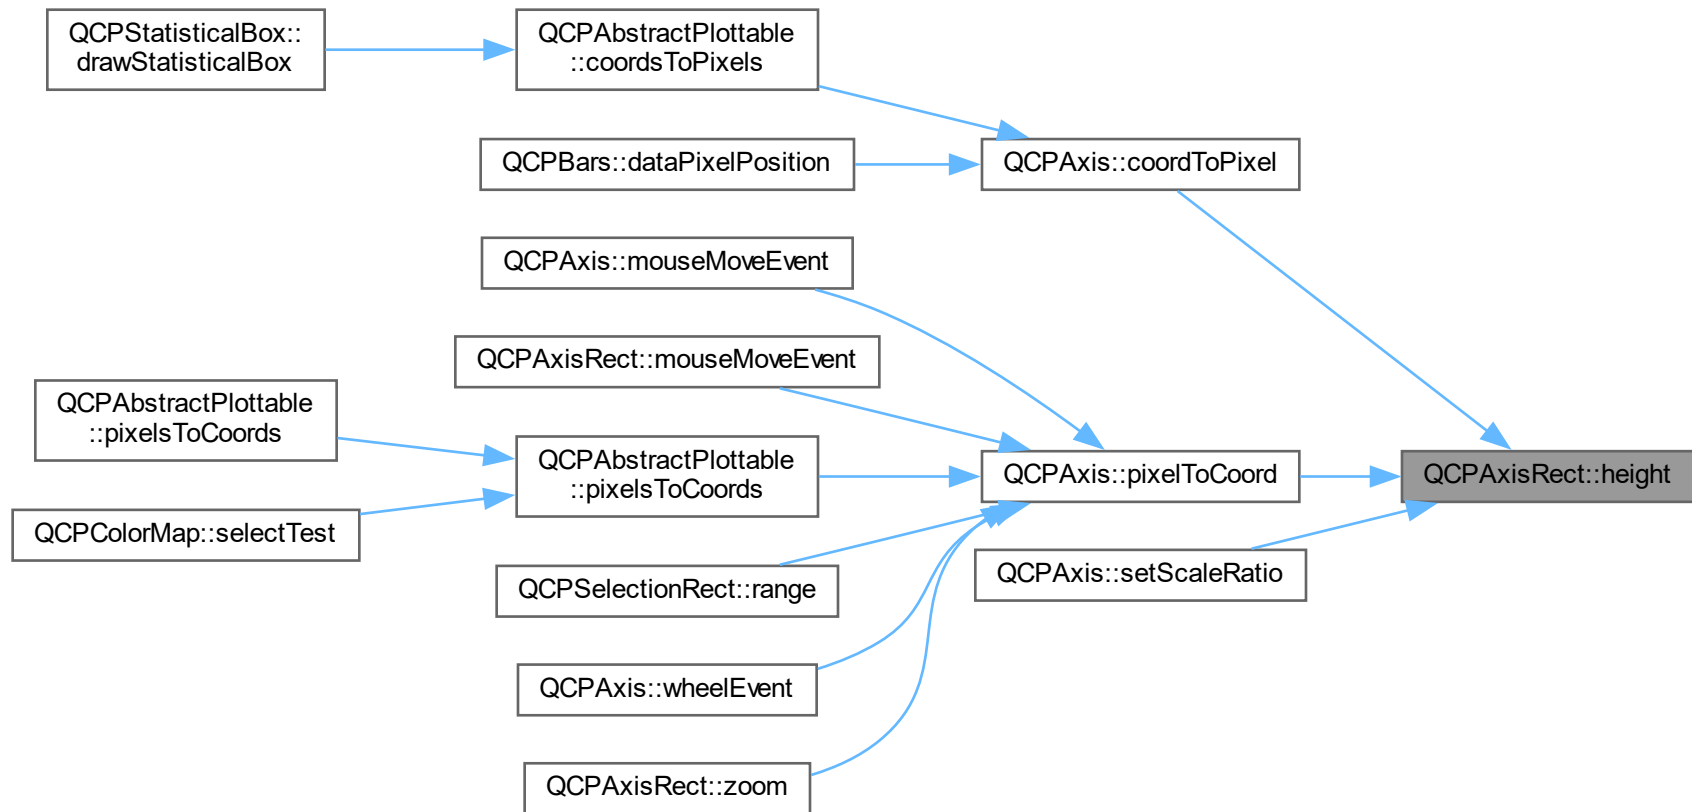 QCPStatisticalBox::
drawStatisticalBox
QCPAbstractPlottable
::coordsToPixels
QCPBars::dataPixelPosition
QCPAxis::coordToPixel
QCPAxis::mouseMoveEvent
QCPAxisRect::mouseMoveEvent
QCPAbstractPlottable
::pixelsToCoords
QCPAbstractPlottable
::pixelsToCoords
QCPAxis::pixelToCoord
QCPAxisRect::height
QCPColorMap::selectTest
QCPSelectionRect::range
QCPAxis::setScaleRatio
QCPAxis::wheelEvent
QCPAxisRect::zoom